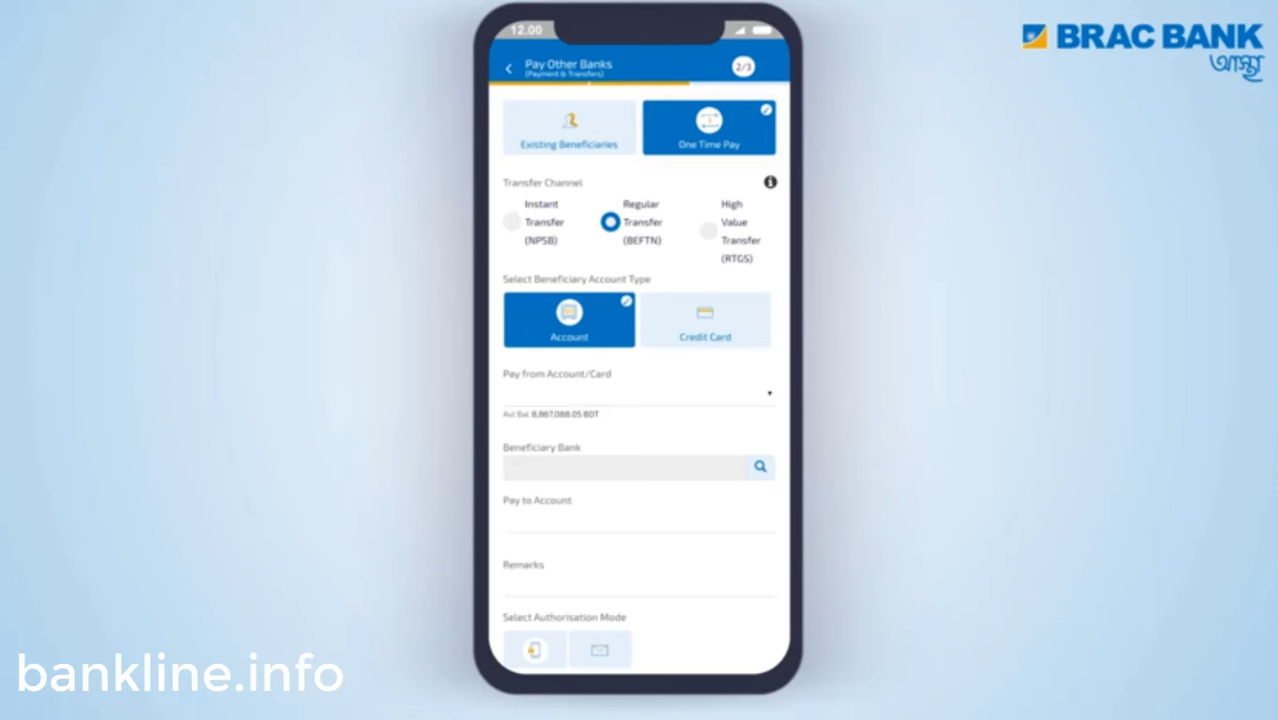 12.00
BRAC BANK
আস্থা
Pay Other Banks
(Payment & Transfers)
2/3
Existing Beneficiaries
One Time Pay
Transfer Channel
Instant Transfer (NPSB)
Regular Transfer (BEFTN)
High Value Transfer (RTGS)
Select Beneficiary Account Type
Account
Credit Card
Pay from Account/Card
Avl Bal 8,867,088.05 BDT
Beneficiary Bank
Pay to Account
Remarks
Select Authorisation Mode
bankline.info